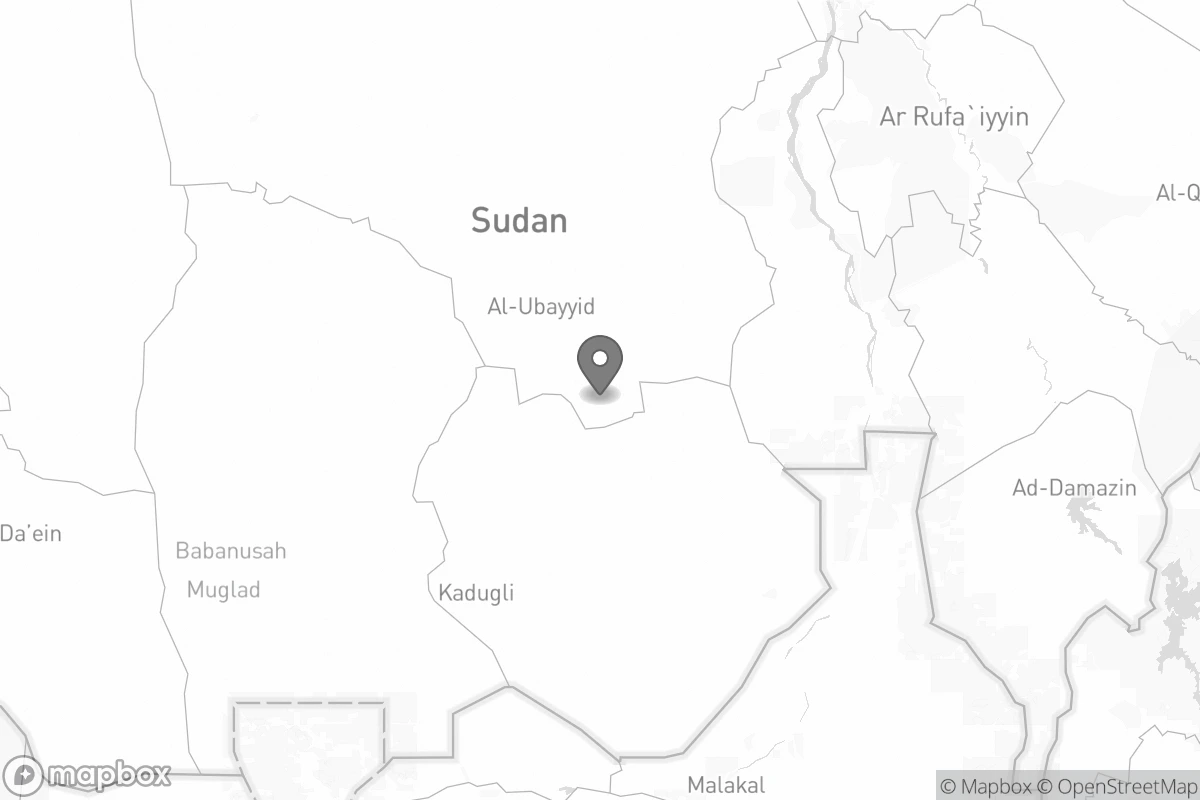 Ar Rufa`iyyin
Al-Q
Sudan
Al-Ubayyid
Ad-Damazin
Da'ein
Babanusah
Muglad
Kadugli
Malakal
mapbox
© Mapbox © OpenStreetMap